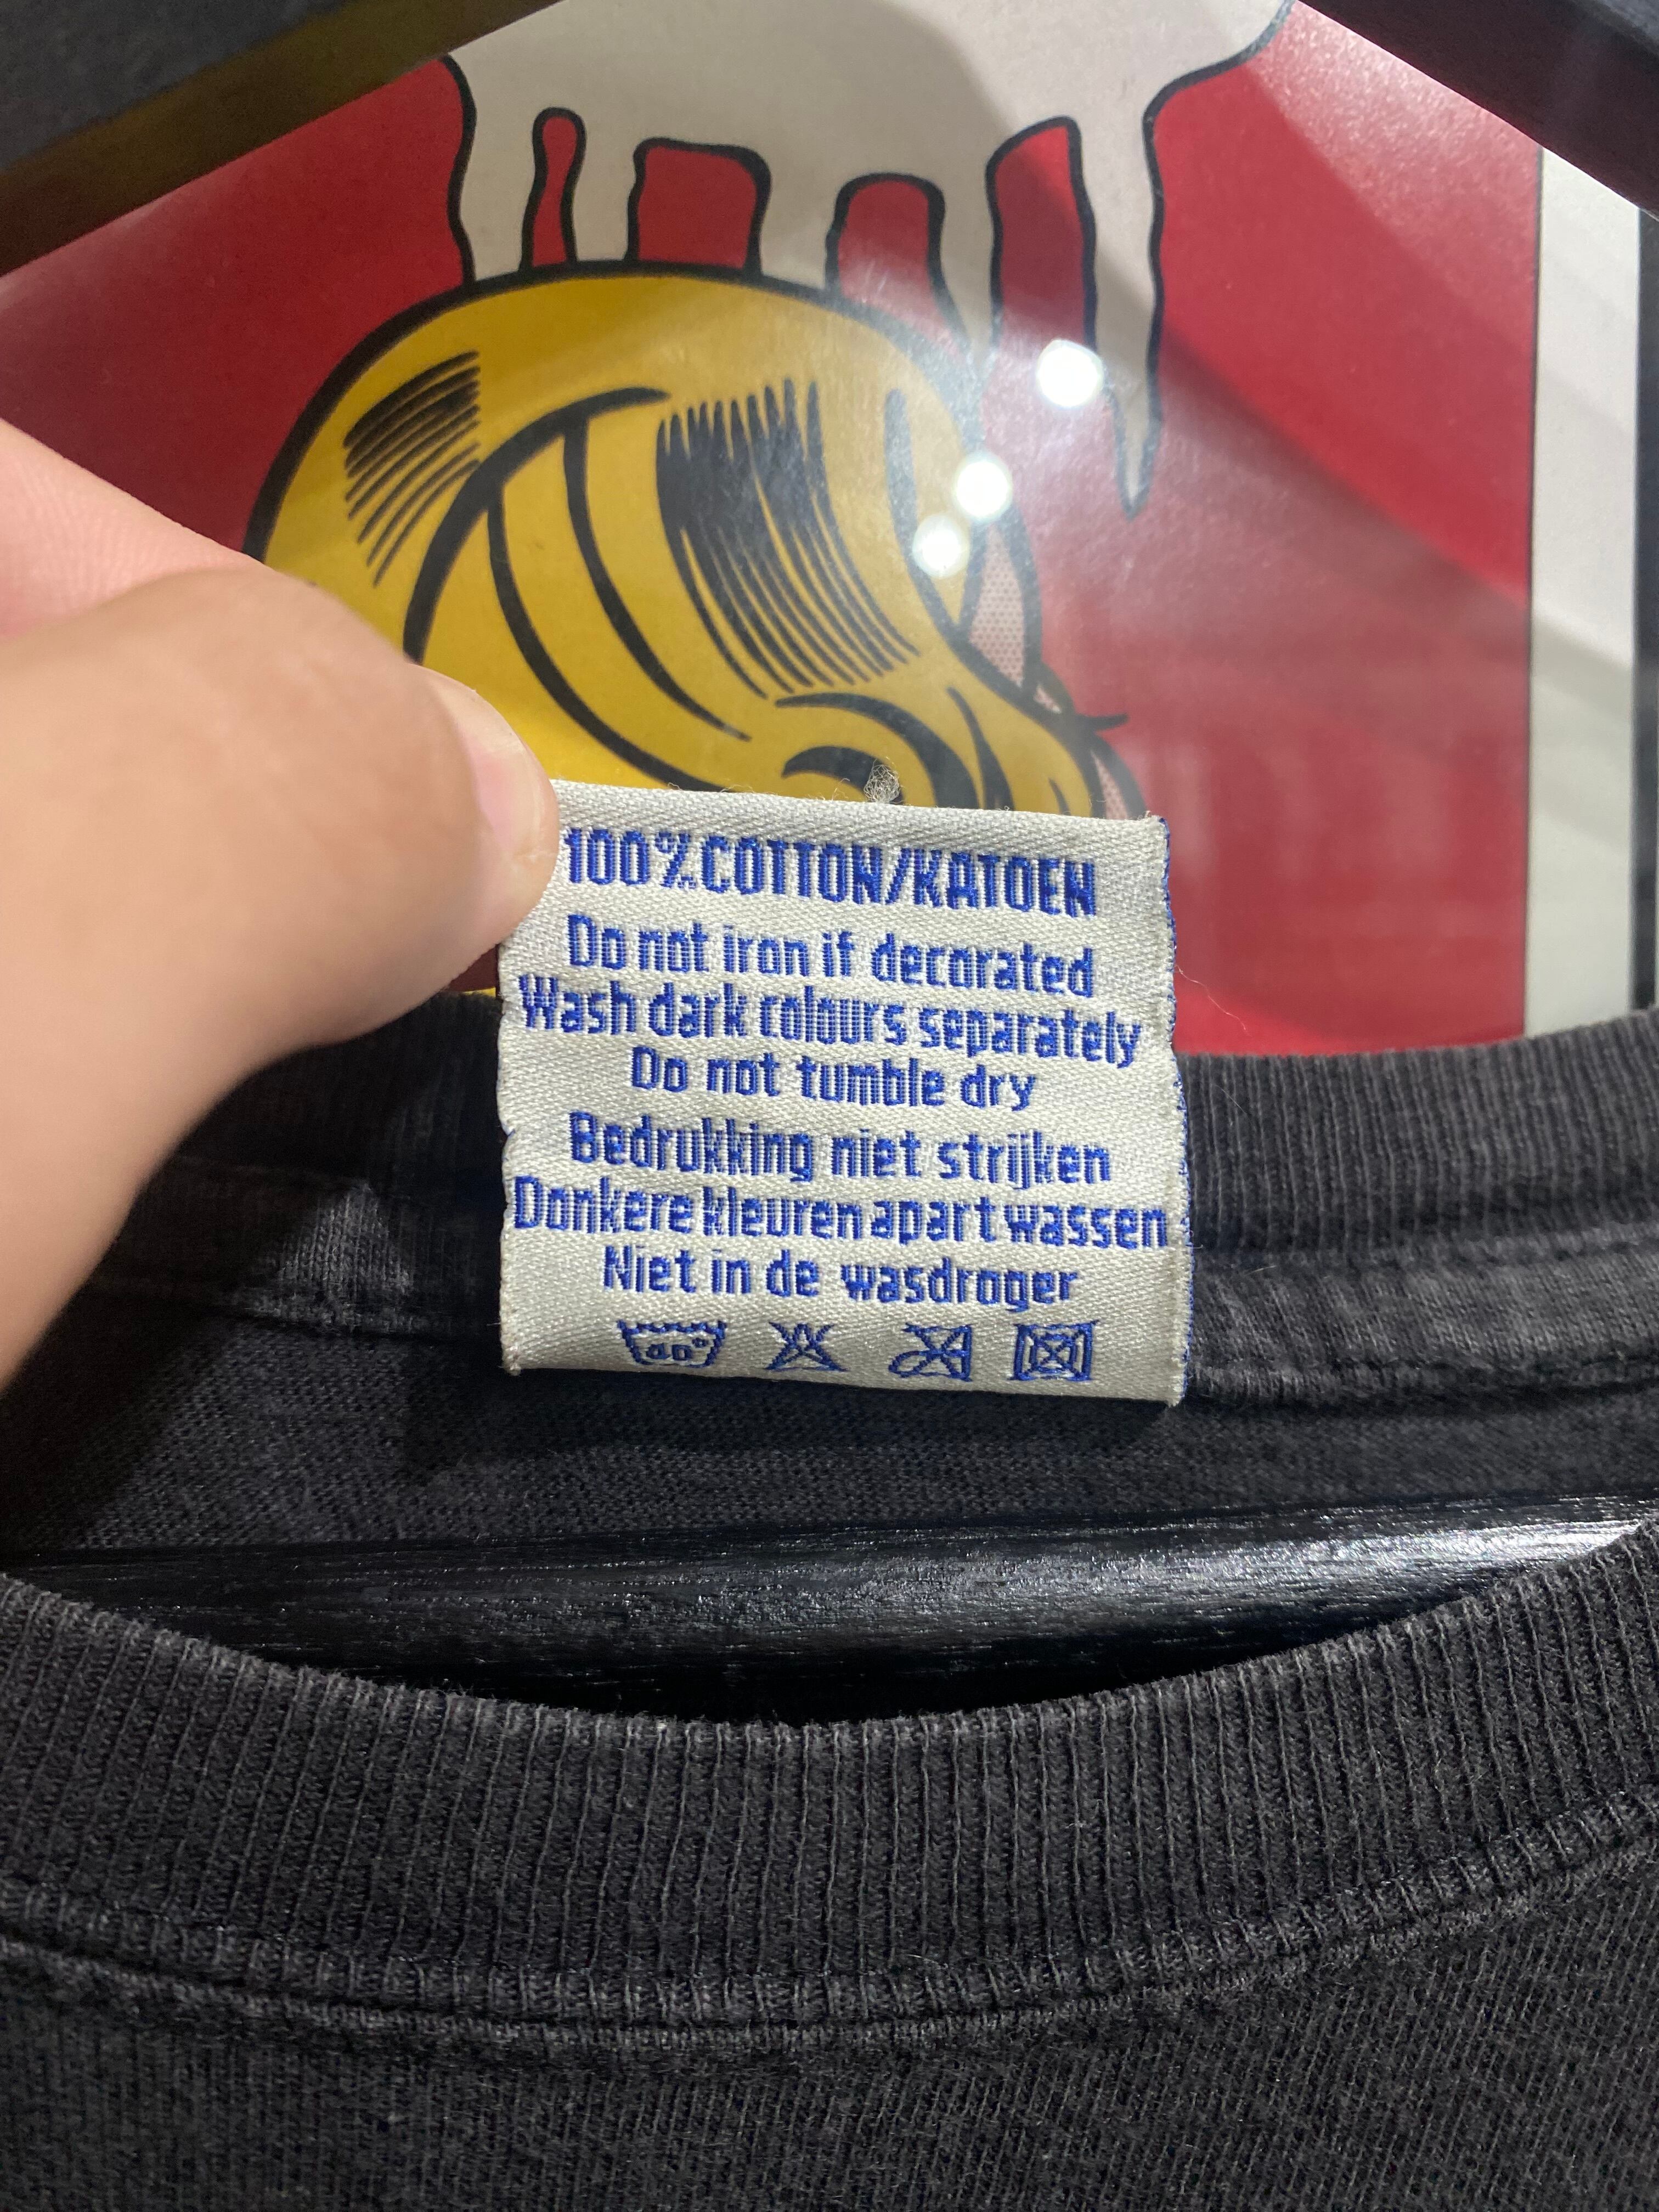 100% COTTON/KATOEN
Do not iron if decorated
Wash dark colours separately
Do not tumble dry
Bedrukking niet strijken
Donkere kleuren apart wassen
Niet in de wasdroger
40°